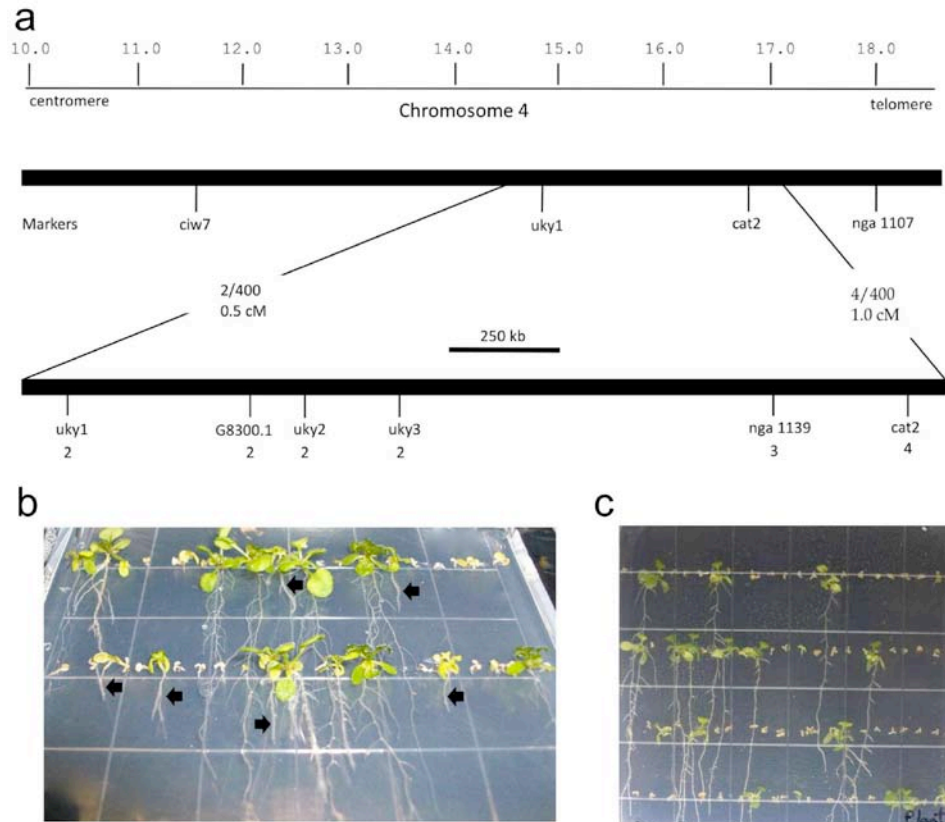 a
10.0 11.0 12.0 13.0 14.0 15.0 16.0 17.0 18.0
centromere Chromosome 4 telomere
Markers ciw7 uky1 cat2 nga 1107
2/400 4/400
0.5 cM 1.0 cM
250 kb
uky1 G8300.1 uky2 uky3 nga 1139 cat2
2 2 2 2 3 4
b c